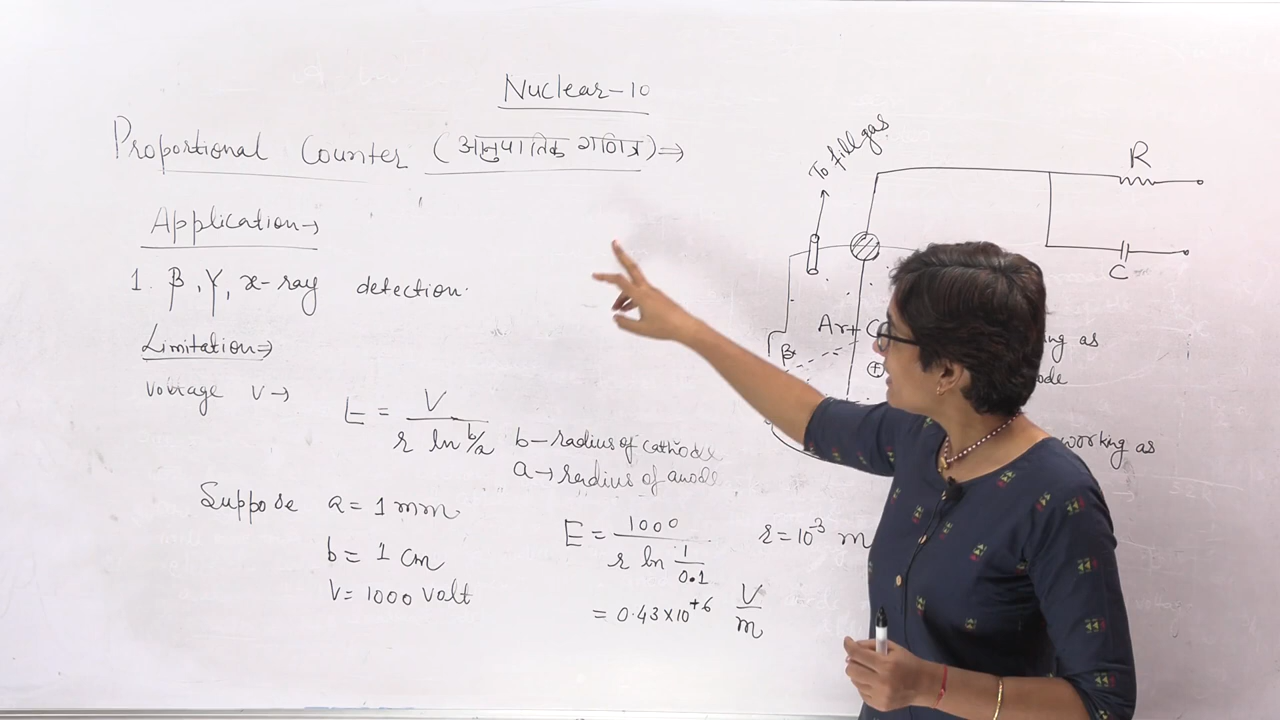 Nuclear-10
Proportional Counter (आनुपातिक गणित्र) ⇒
Application →
1. β, γ, x-ray detection.
Limitation ⇒
Voltage V →
E = V / r ln b/a
b – radius of cathode
a → radius of anode
Suppose a = 1 mm
b = 1 cm
V = 1000 volt
E = 1000 / r ln 1/0.1
r = 10⁻³ m
= 0.43 × 10⁺⁶ V/m
To fill gas
R
C
Ar +
β
+
as
working as